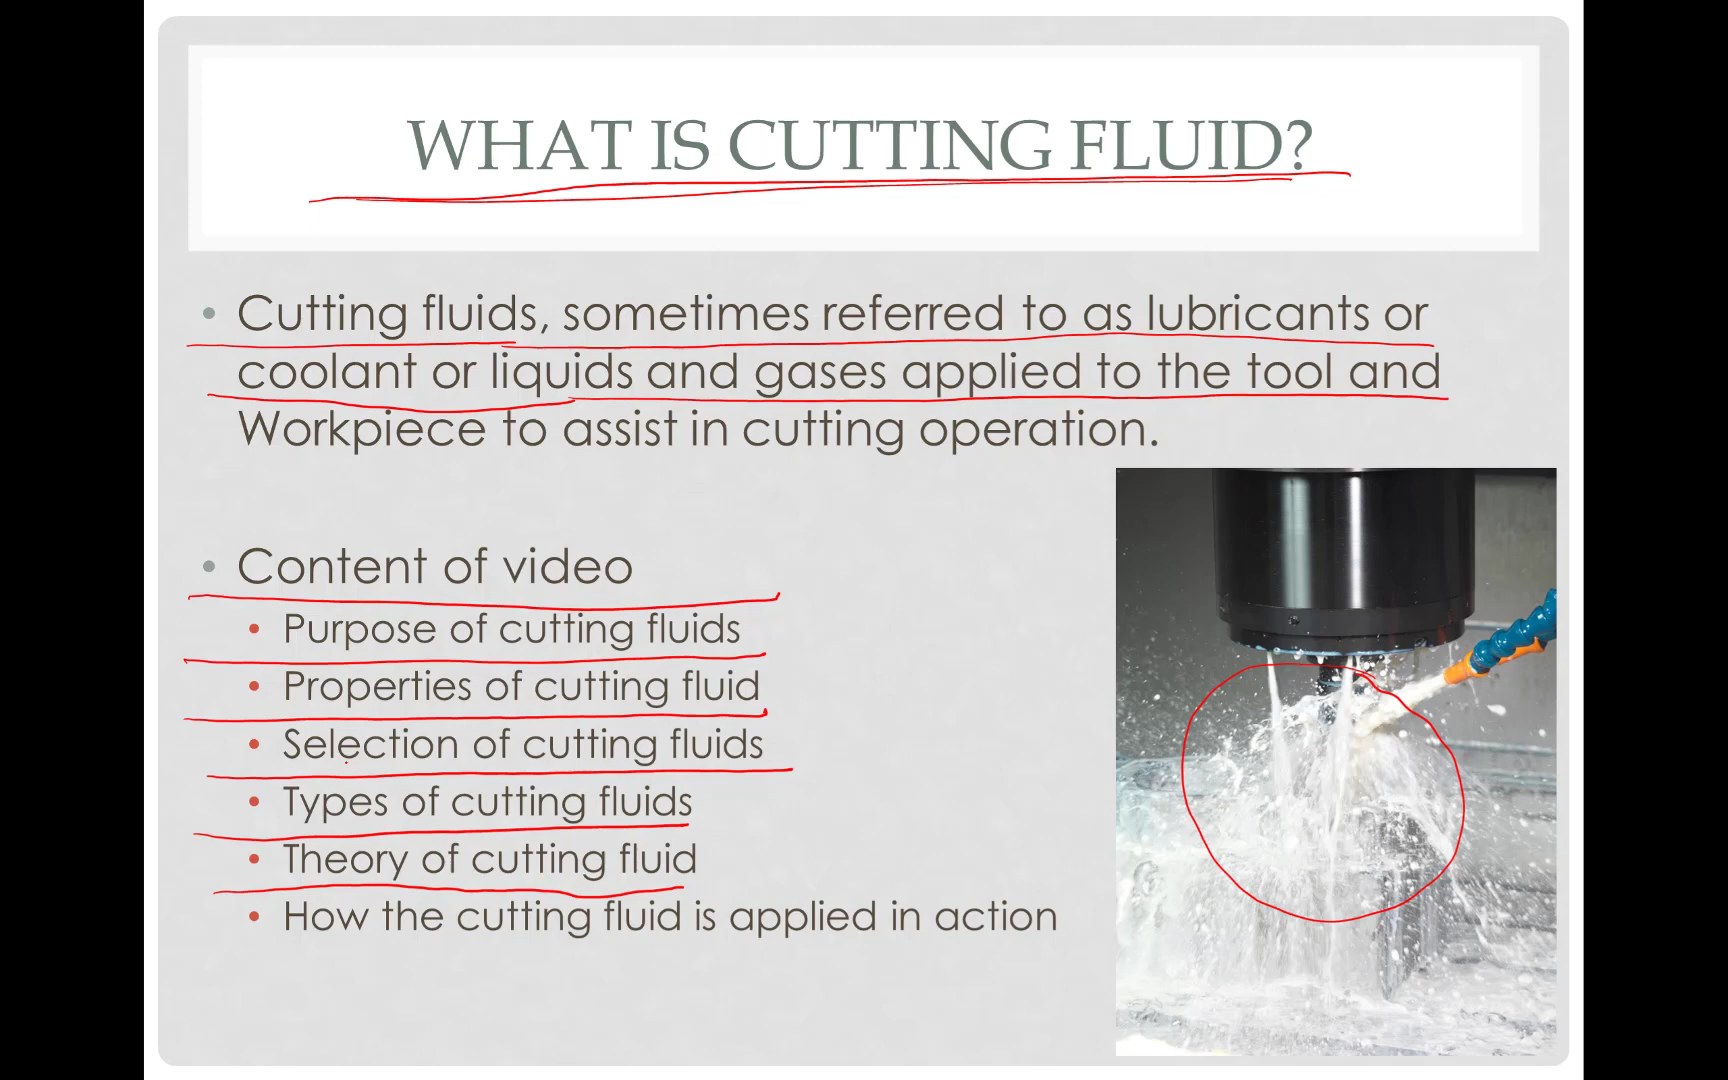 WHAT IS CUTTING FLUID?
• Cutting fluids, sometimes referred to as lubricants or
coolant or liquids and gases applied to the tool and
Workpiece to assist in cutting operation.
• Content of video
• Purpose of cutting fluids
• Properties of cutting fluid
• Selection of cutting fluids
• Types of cutting fluids
• Theory of cutting fluid
• How the cutting fluid is applied in action